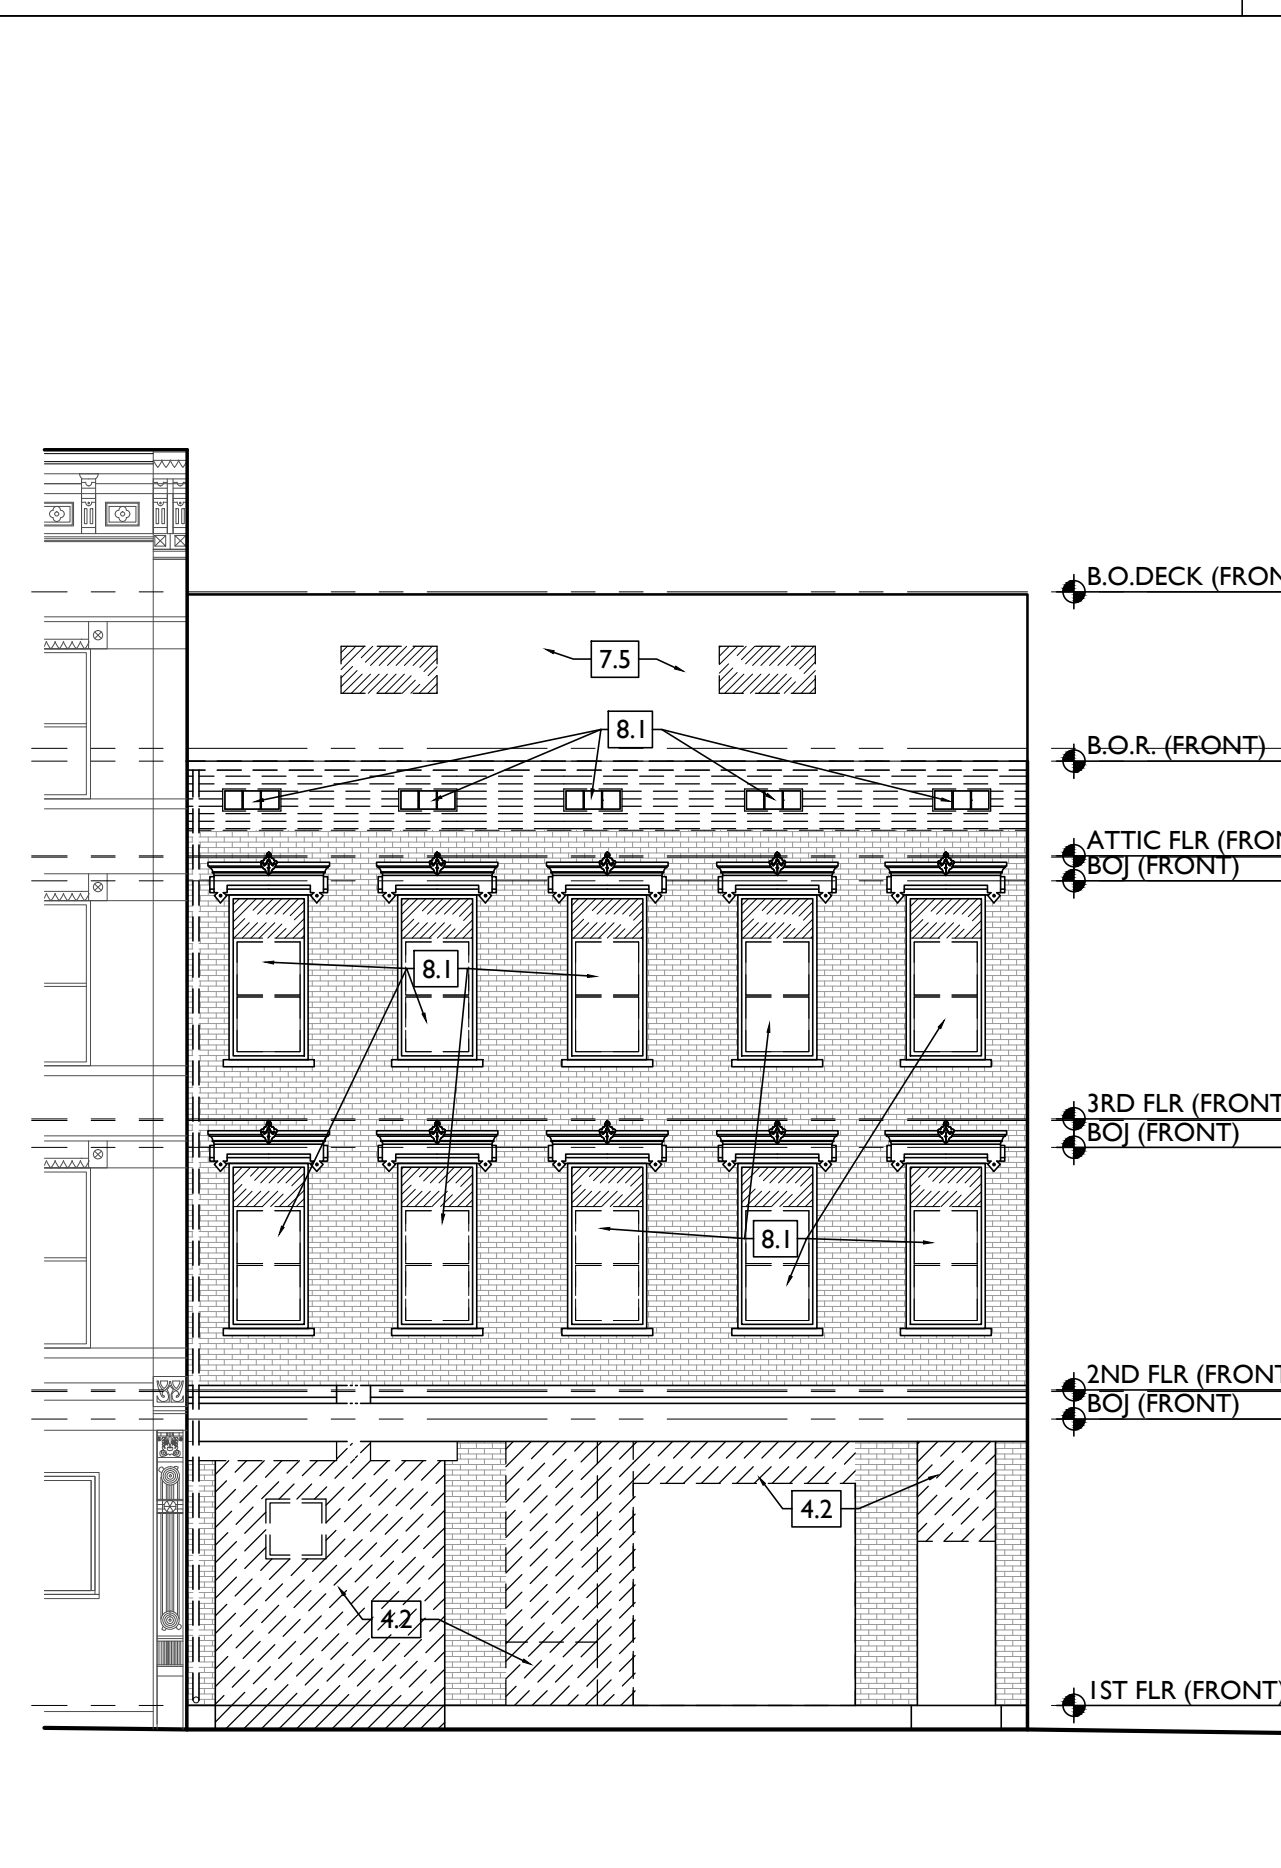 B.O.DECK (FRON
7.5
8.1
B.O.R. (FRONT)
ATTIC FLR (FRON
BOJ (FRONT)
8.1
3RD FLR (FRONT
BOJ (FRONT)
8.1
2ND FLR (FRONT
BOJ (FRONT)
4.2
4.2
1ST FLR (FRONT)